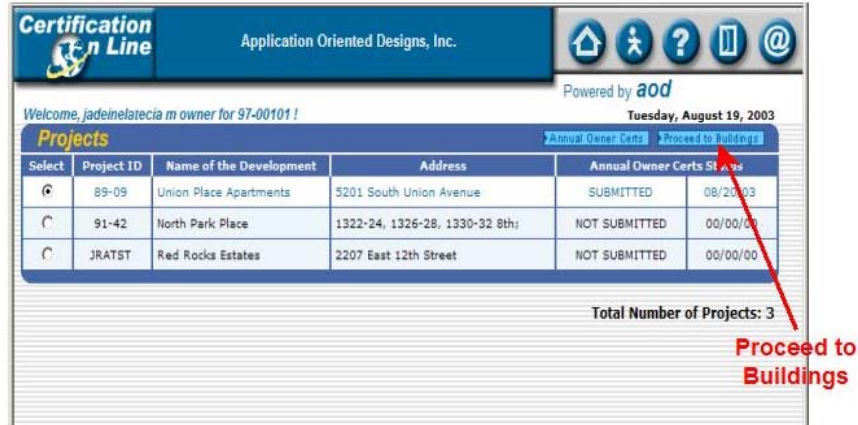 Certification
On Line
Application Oriented Designs, Inc.
@
Powered by aod
Welcome, jadeinelatecia m owner for 97-00101 !
Tuesday, August 19, 2003
Projects
Annual Owner Certs
Proceed to Buildings
Select Project ID Name of the Development Address Annual Owner Certs Status
89-09 Union Place Apartments 5201 South Union Avenue SUBMITTED 08/20/03
91-42 North Park Place 1322-24, 1326-28, 1330-32 8th; NOT SUBMITTED 00/00/00
JRATST Red Rocks Estates 2207 East 12th Street NOT SUBMITTED 00/00/00
Total Number of Projects: 3
Proceed to
Buildings